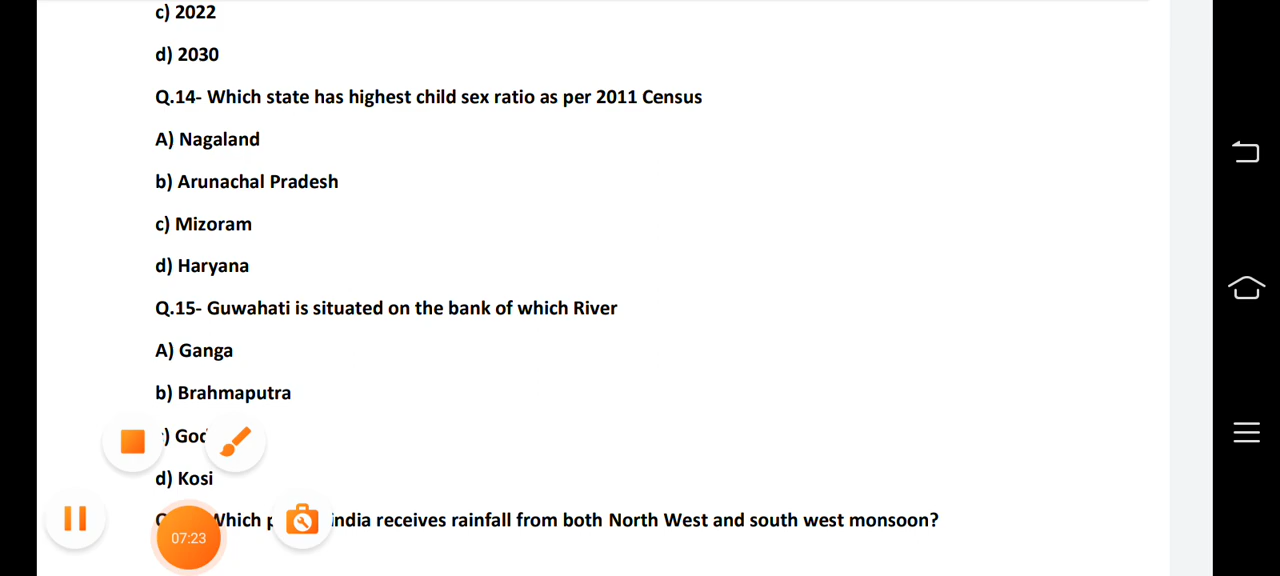 c) 2022
d) 2030
Q.14- Which state has highest child sex ratio as per 2011 Census
A) Nagaland
b) Arunachal Pradesh
c) Mizoram
d) Haryana
Q.15- Guwahati is situated on the bank of which River
A) Ganga
b) Brahmaputra
d) Kosi
Which india receives rainfall from both North West and south west monsoon?
07:23